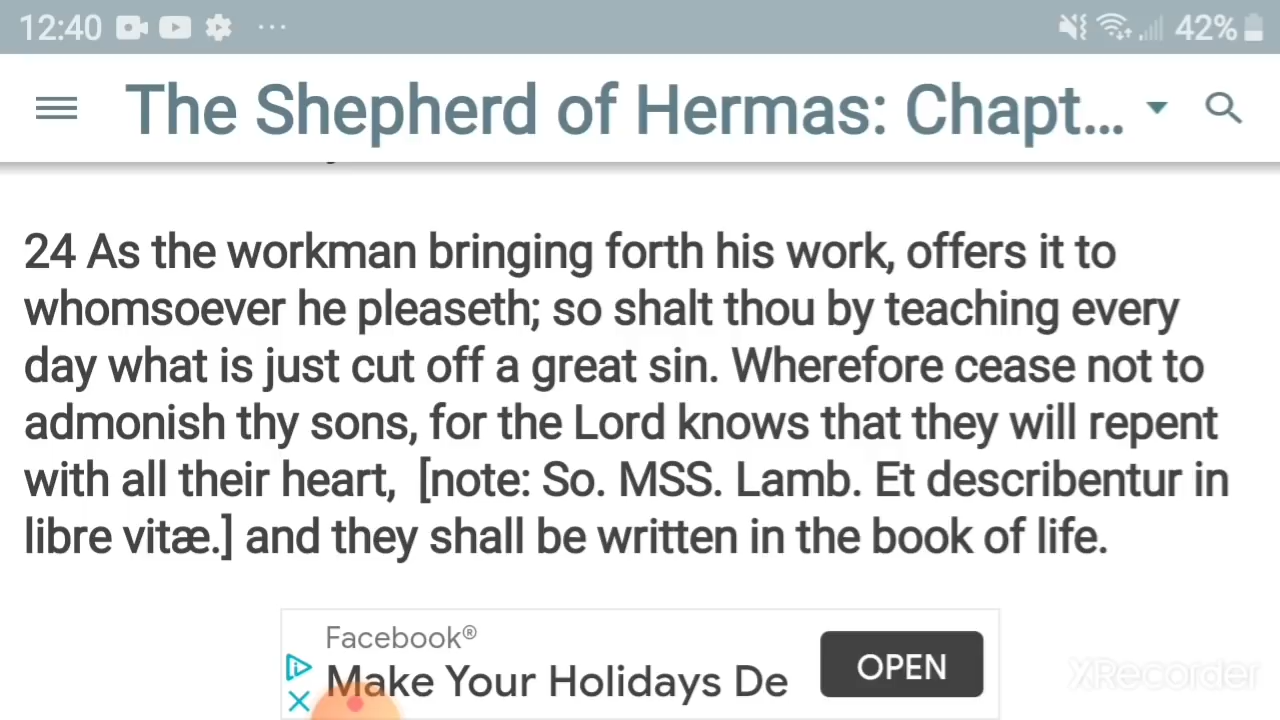 12:40 ... 42%
The Shepherd of Hermas: Chapt...
24 As the workman bringing forth his work, offers it to
whomsoever he pleaseth; so shalt thou by teaching every
day what is just cut off a great sin. Wherefore cease not to
admonish thy sons, for the Lord knows that they will repent
with all their heart, [note: So. MSS. Lamb. Et describentur in
libre vitæ.] and they shall be written in the book of life.
Facebook®
Make Your Holidays De
OPEN
XRecorder